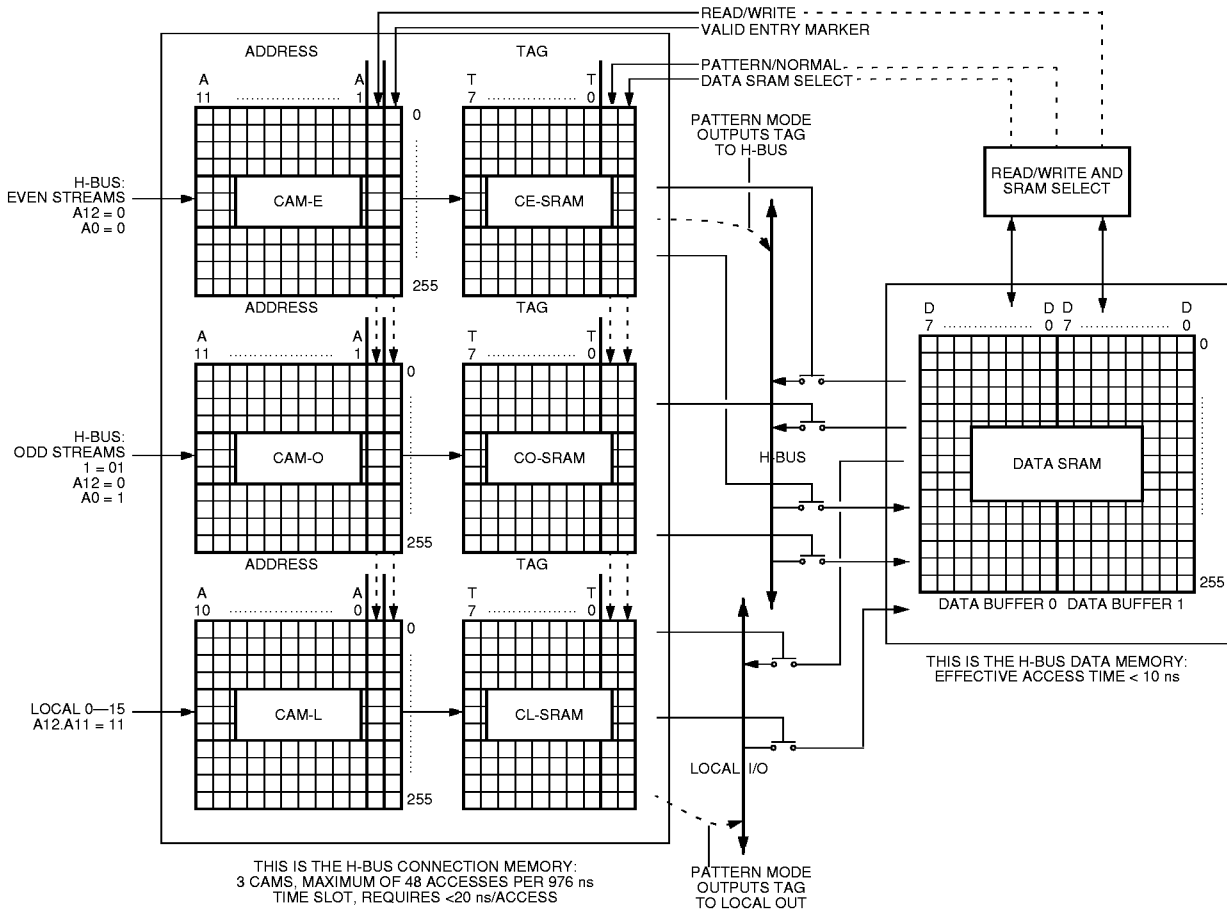 READ/WRITE
VALID ENTRY MARKER
ADDRESS
TAG
PATTERN/NORMAL
DATA SRAM SELECT
A
11 .................... 1
A
T
7 .................... 0
T
0
255
PATTERN MODE
OUTPUTS TAG
TO H-BUS
READ/WRITE AND
SRAM SELECT
H-BUS:
EVEN STREAMS
A12 = 0
A0 = 0
CAM-E
CE-SRAM
ADDRESS
TAG
A
11 .................... 1
A
T
7 .................... 0
T
0
255
H-BUS:
ODD STREAMS
1 = 01
A12 = 0
A0 = 1
CAM-O
CO-SRAM
H-BUS
D D D D
7 .................... 0 7 .................... 0
0
DATA SRAM
255
DATA BUFFER 0 DATA BUFFER 1
THIS IS THE H-BUS DATA MEMORY:
EFFECTIVE ACCESS TIME < 10 ns
ADDRESS
TAG
A
10 .................... 0
A
T
7 .................... 0
T
0
255
LOCAL 0—15
A12.A11 = 11
CAM-L
CL-SRAM
LOCAL I/O
THIS IS THE H-BUS CONNECTION MEMORY:
3 CAMS, MAXIMUM OF 48 ACCESSES PER 976 ns
TIME SLOT, REQUIRES <20 ns/ACCESS
PATTERN MODE
OUTPUTS TAG
TO LOCAL OUT